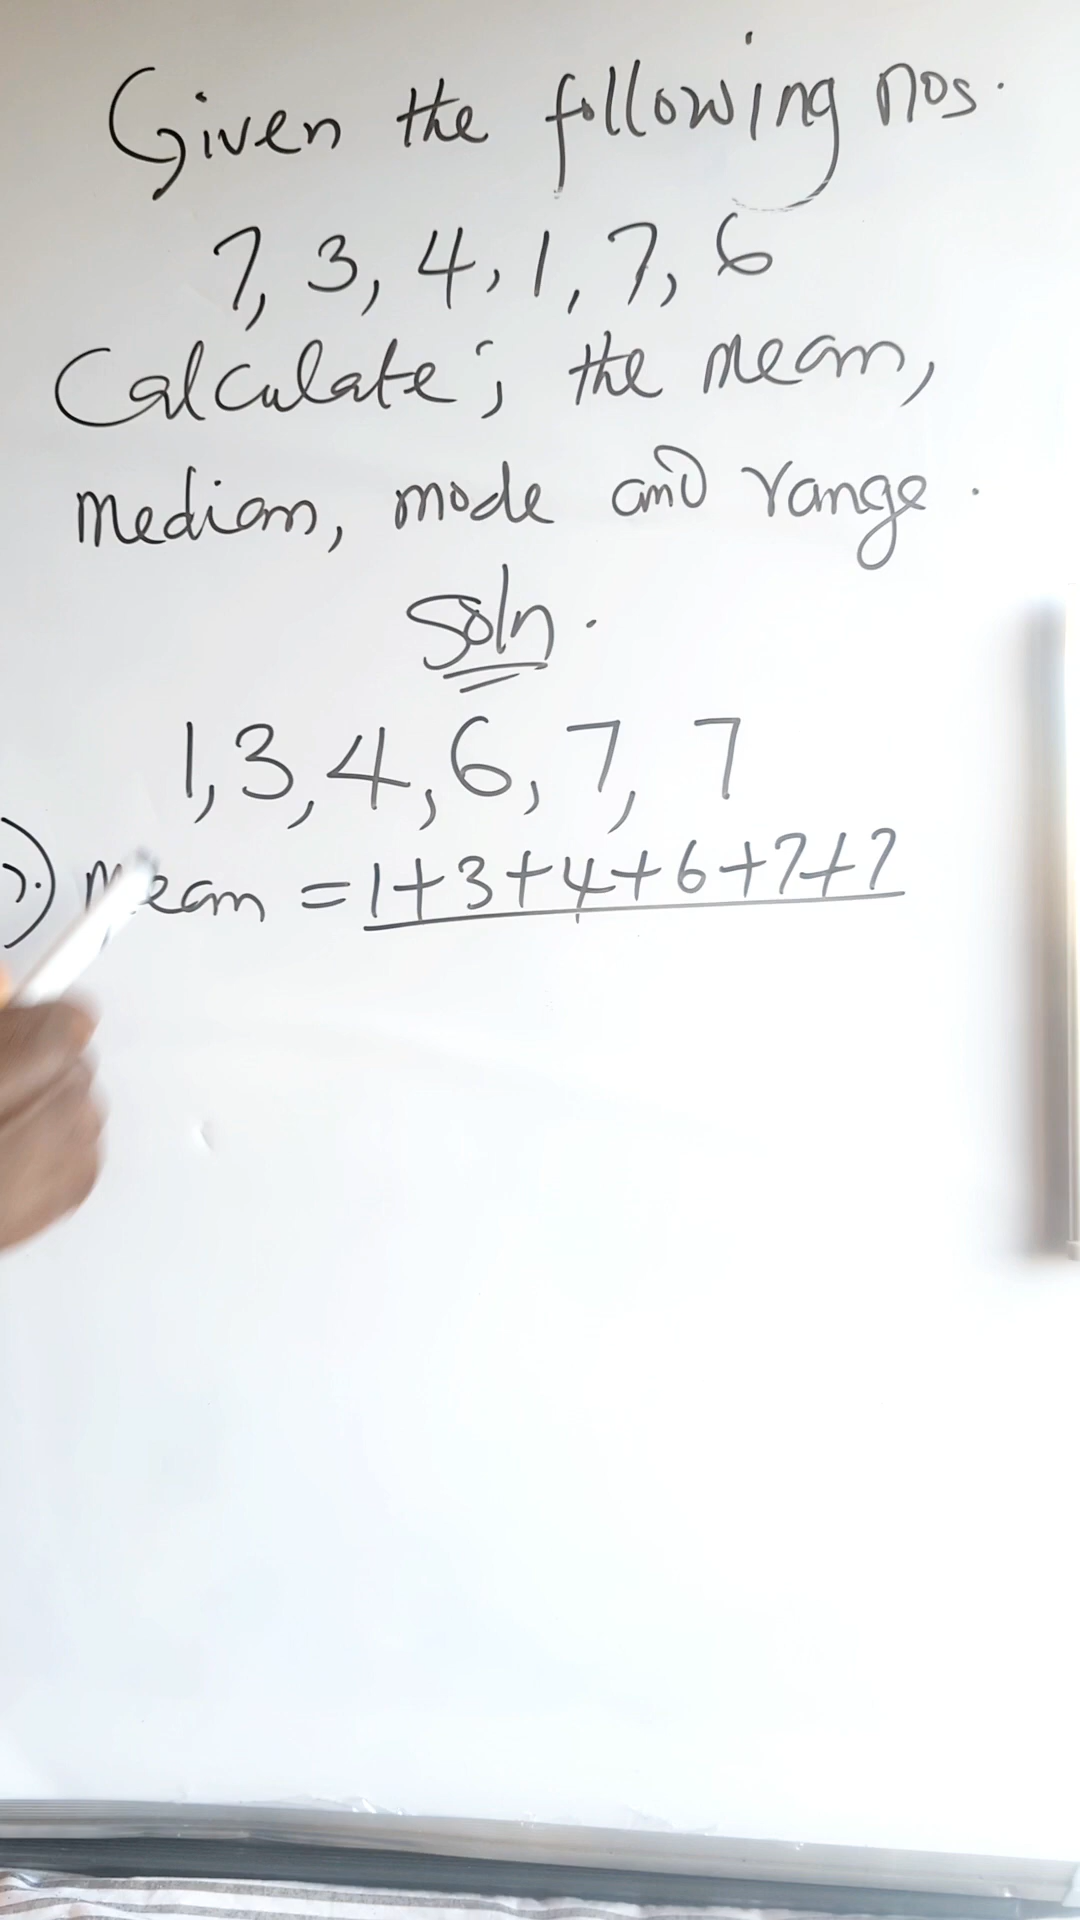 Given the following nos.
7, 3, 4, 1, 7, 6
Calculate; the mean,
median, mode and range.
Soln.
1, 3, 4, 6, 7, 7
mean = 1+3+4+6+7+7